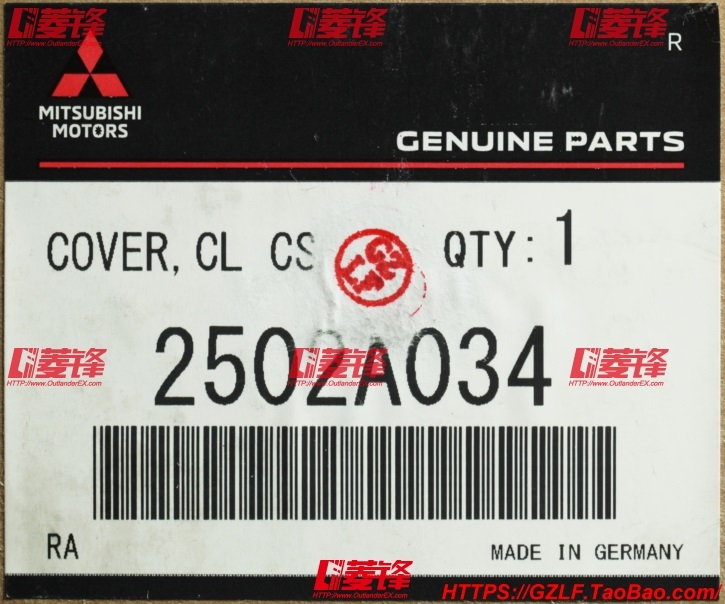 菱锋 菱锋 菱锋
HTTP://www.OutlanderEX.com HTTP://www.OutlanderEX.com HTTP://www.OutlanderEX.com
R
MITSUBISHI
MOTORS
GENUINE PARTS
COVER, CL CS QTY: 1
2502A034
菱锋 菱锋 菱锋
HTTP://www.OutlanderEX.com HTTP://www.OutlanderEX.com HTTP://www.OutlanderEX.com
RA
MADE IN GERMANY
菱锋
HTTP://www.OutlanderEX.com
HTTPS://GZLF.TaoBao.com/